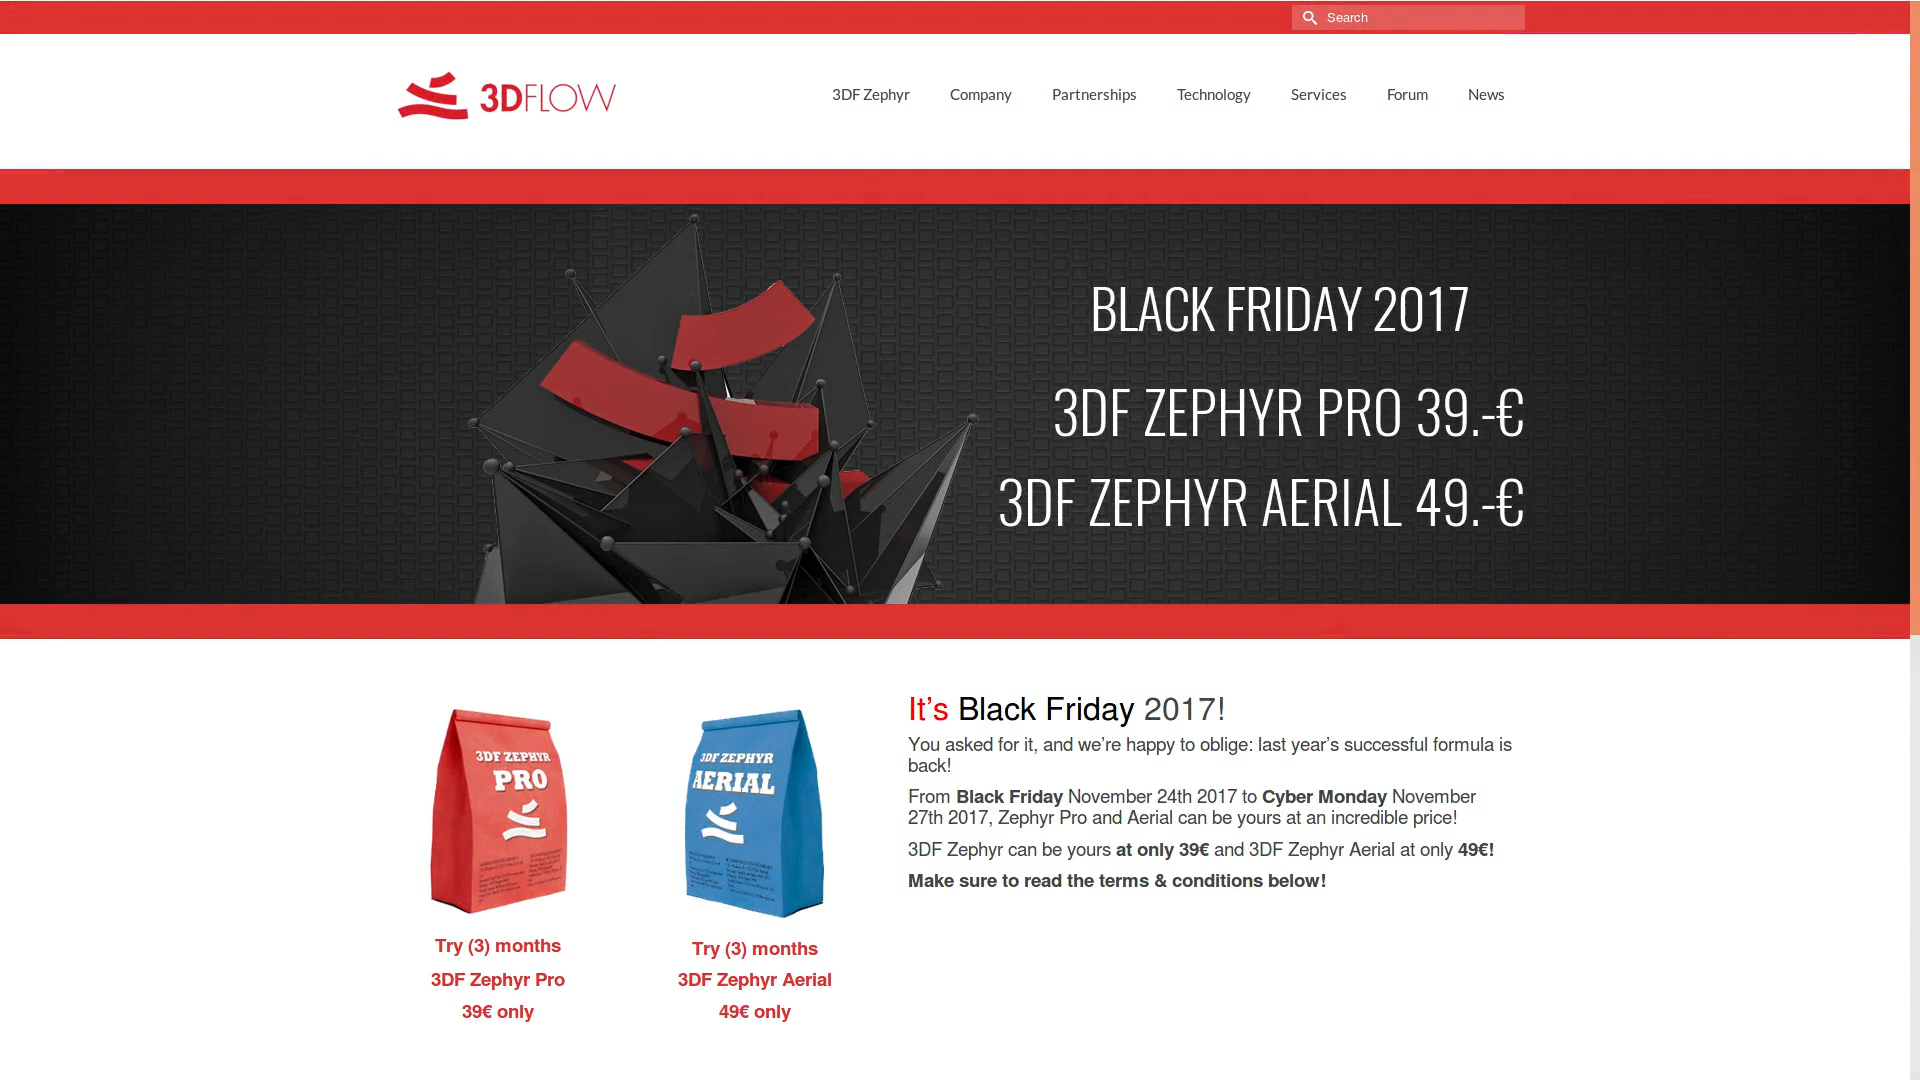 Search
3DFLOW
3DF Zephyr Company Partnerships Technology Services Forum News
BLACK FRIDAY 2017
3DF ZEPHYR PRO 39.-€
3DF ZEPHYR AERIAL 49.-€
3DF ZEPHYR
PRO
3DF ZEPHYR
AERIAL
Try (3) months
3DF Zephyr Pro
39€ only
Try (3) months
3DF Zephyr Aerial
49€ only
It’s Black Friday 2017!
You asked for it, and we’re happy to oblige: last year’s successful formula is
back!
From Black Friday November 24th 2017 to Cyber Monday November
27th 2017, Zephyr Pro and Aerial can be yours at an incredible price!
3DF Zephyr can be yours at only 39€ and 3DF Zephyr Aerial at only 49€!
Make sure to read the terms & conditions below!